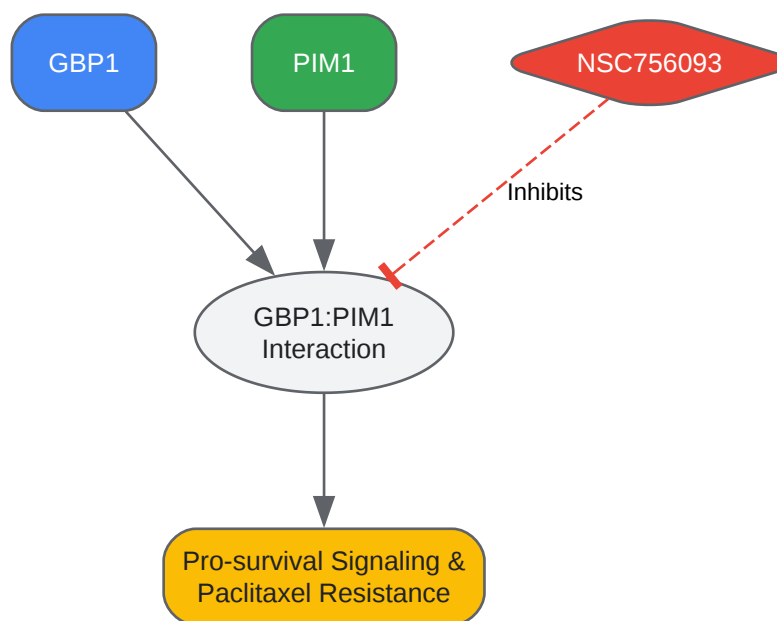 GBP1
PIM1
NSC756093
Inhibits
GBP1:PIM1
Interaction
Pro-survival Signaling &
Paclitaxel Resistance